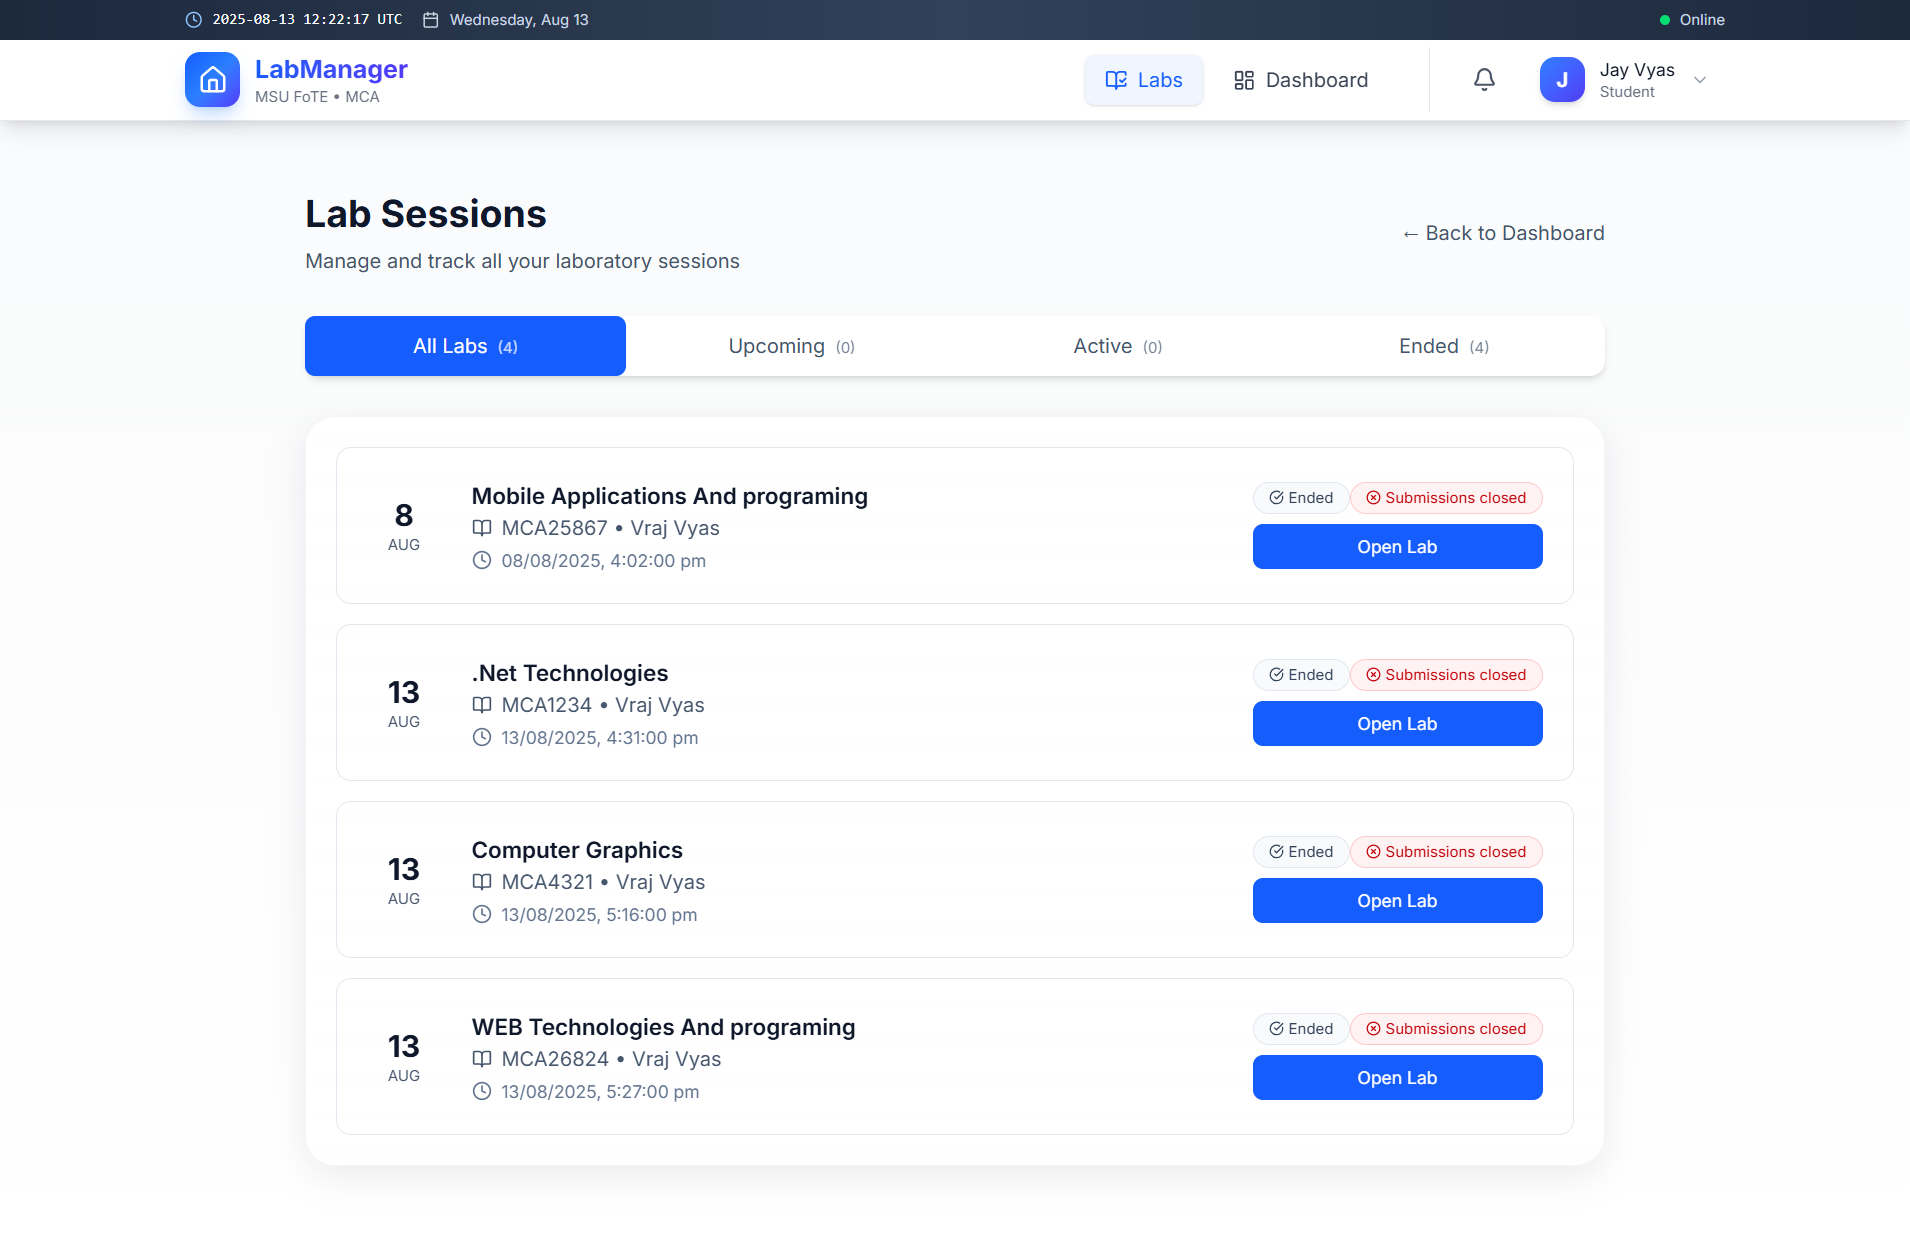 2025-08-13 12:22:17 UTC Wednesday, Aug 13 Online
LabManager
MSU FoTE • MCA
Labs Dashboard
J
Jay Vyas
Student
Lab Sessions
Manage and track all your laboratory sessions
← Back to Dashboard
All Labs (4) Upcoming (0) Active (0) Ended (4)
8
AUG
Mobile Applications And programing
MCA25867 • Vraj Vyas
08/08/2025, 4:02:00 pm
Ended Submissions closed
Open Lab
13
AUG
.Net Technologies
MCA1234 • Vraj Vyas
13/08/2025, 4:31:00 pm
Ended Submissions closed
Open Lab
13
AUG
Computer Graphics
MCA4321 • Vraj Vyas
13/08/2025, 5:16:00 pm
Ended Submissions closed
Open Lab
13
AUG
WEB Technologies And programing
MCA26824 • Vraj Vyas
13/08/2025, 5:27:00 pm
Ended Submissions closed
Open Lab